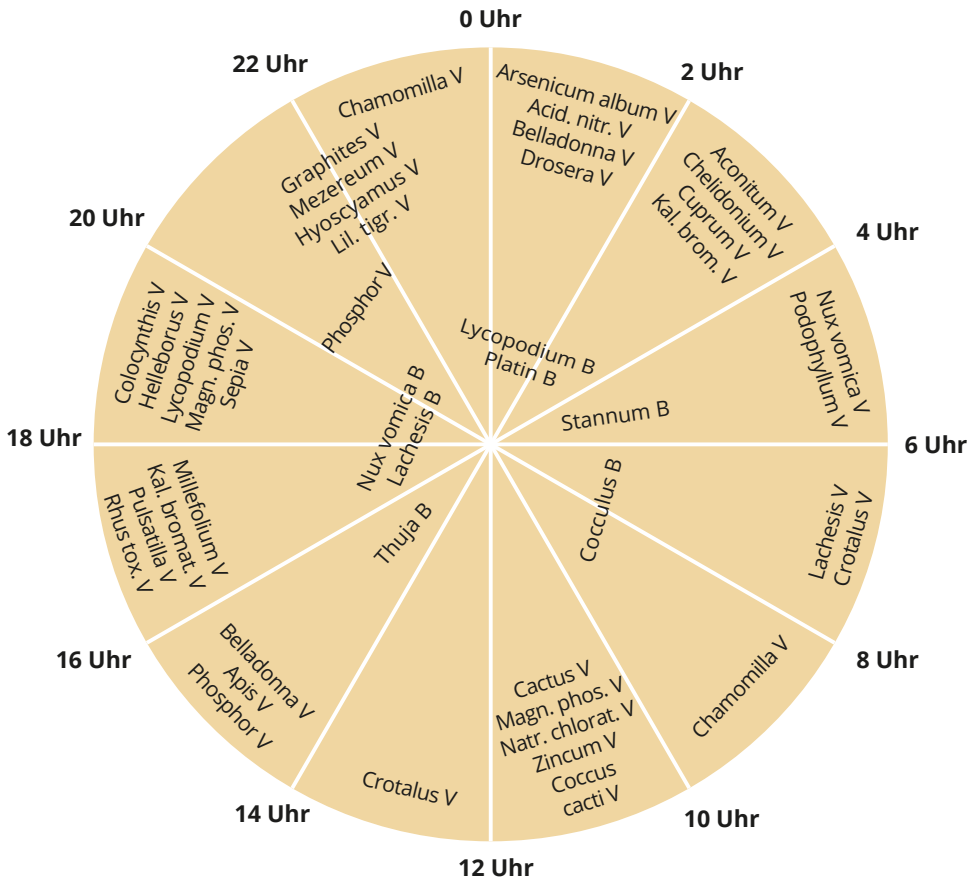 0 Uhr
2 Uhr
4 Uhr
6 Uhr
8 Uhr
10 Uhr
12 Uhr
14 Uhr
16 Uhr
18 Uhr
20 Uhr
22 Uhr
Arsenicum album V
Acid. nitr. V
Belladonna V
Drosera V
Aconitum V
Chelidonium V
Cuprum V
Kal. brom. V
Nux vomica V
Podophyllum V
Lachesis V
Crotalus V
Chamomilla V
Cactus V
Magn. phos. V
Natr. chlorat. V
Zincum V
Coccus
cacti V
Crotalus V
Belladonna V
Apis V
Phosphor V
Millefolium V
Kal. bromat. V
Pulsatilla V
Rhus tox. V
Colocynthis V
Helleborus V
Lycopodium V
Magn. phos. V
Sepia V
Chamomilla V
Graphites V
Mezereum V
Hyoscyamus V
Lil. tigr. V
Phosphor V
Lycopodium B
Platin B
Stannum B
Cocculus B
Thuja B
Nux vomica B
Lachesis B